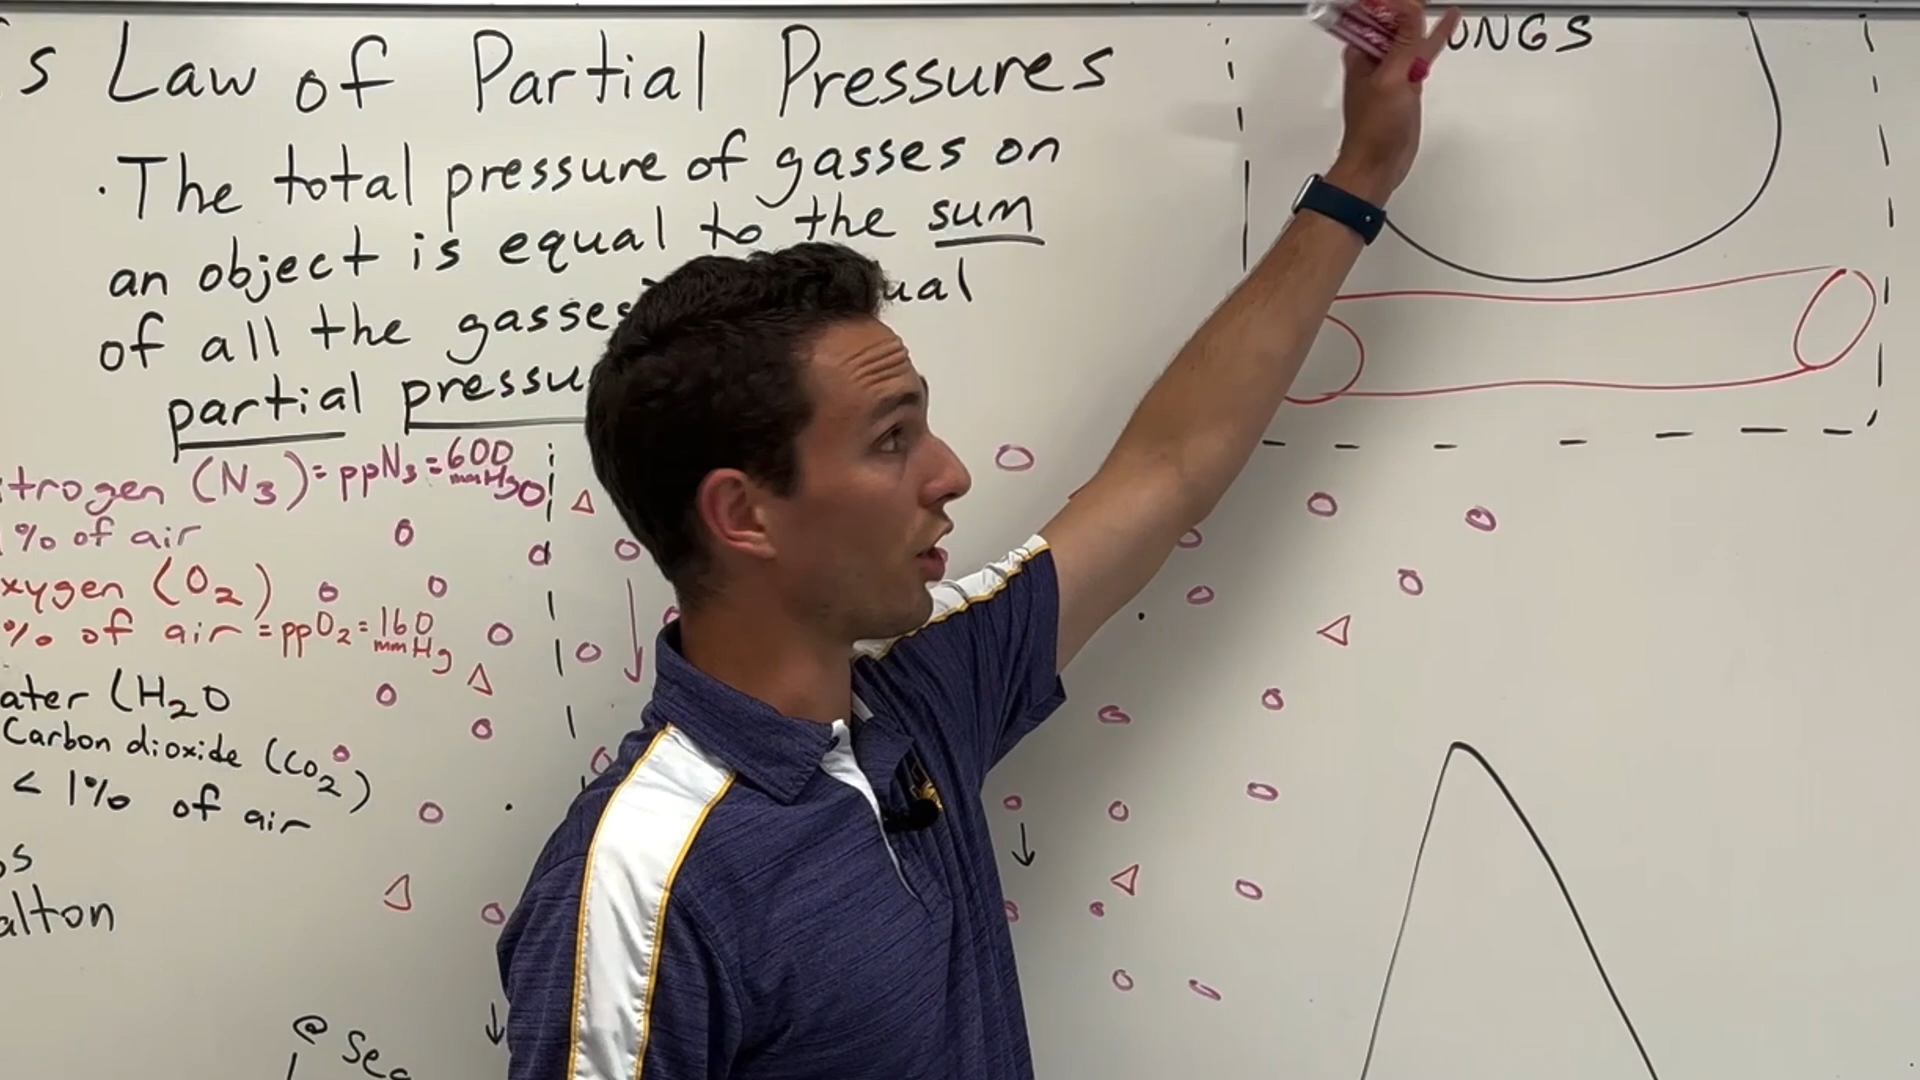 's Law of Partial Pressures
· The total pressure of gasses on
an object is equal to the sum
of all the gasses ual
partial pressu
trogen (N3) = ppN3 = 600 mmHg
% of air
xygen (O2)
% of air = ppO2 = 160 mmHg
ater (H2O
Carbon dioxide (CO2)
< 1% of air
s
alton
@ Sea
UNGS